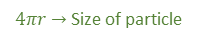 4πr → Size of particle